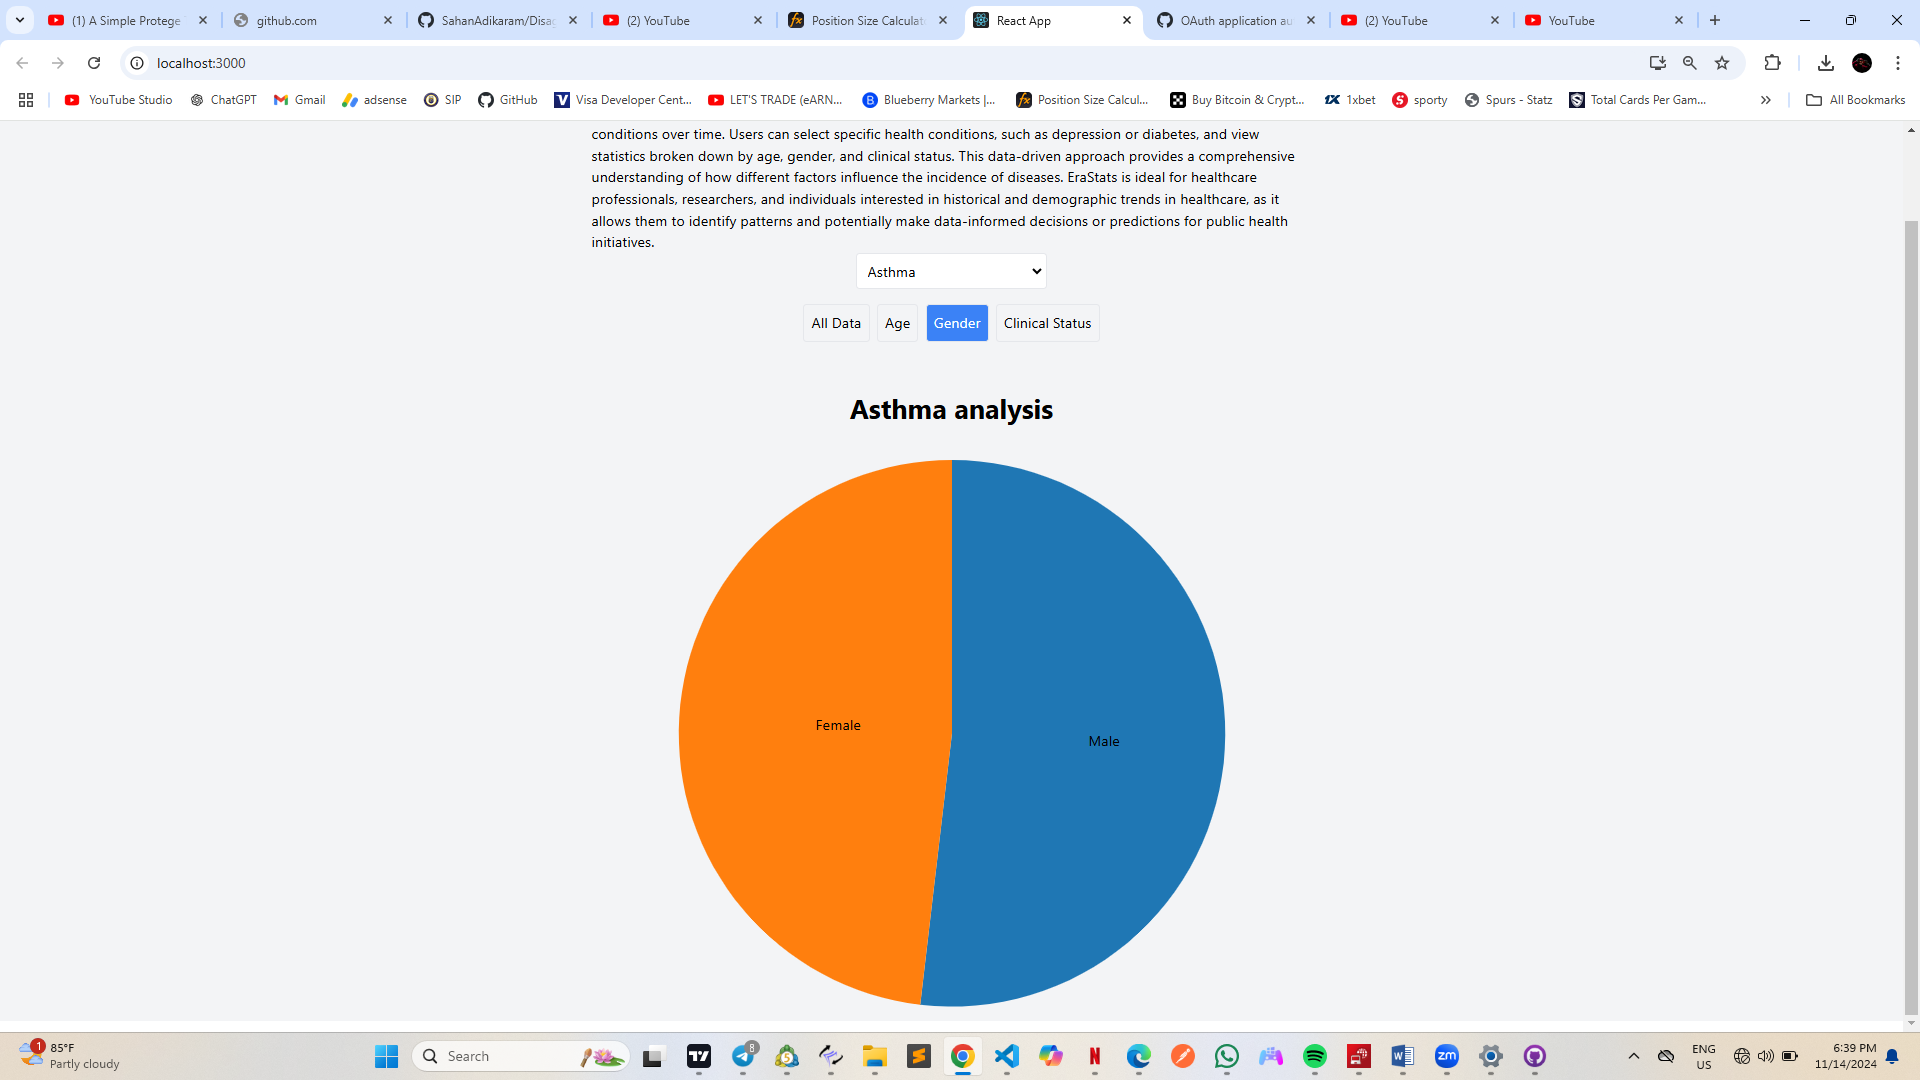 (1) A Simple Protege
github.com
SahanAdikaram/Disa
(2) YouTube
Position Size Calculat
React App
OAuth application au
(2) YouTube
YouTube
localhost:3000
YouTube Studio
ChatGPT
Gmail
adsense
SIP
GitHub
Visa Developer Cent...
LET'S TRADE (eARN...
Blueberry Markets |...
Position Size Calcul...
Buy Bitcoin & Crypt...
1xbet
sporty
Spurs - Statz
Total Cards Per Gam...
All Bookmarks
conditions over time. Users can select specific health conditions, such as depression or diabetes, and view
statistics broken down by age, gender, and clinical status. This data-driven approach provides a comprehensive
understanding of how different factors influence the incidence of diseases. EraStats is ideal for healthcare
professionals, researchers, and individuals interested in historical and demographic trends in healthcare, as it
allows them to identify patterns and potentially make data-informed decisions or predictions for public health
initiatives.
Asthma
All Data
Age
Gender
Clinical Status
Asthma analysis
Female
Male
1
85°F
Partly cloudy
Search
8
ENG
US
6:39 PM
11/14/2024